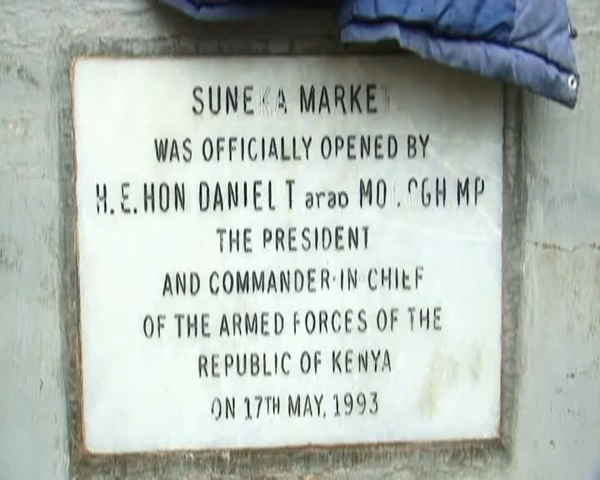 SUNEKA MARKET
WAS OFFICIALLY OPENED BY
H.E. HON DANIEL T arap MOI CGH MP
THE PRESIDENT
AND COMMANDER-IN CHIEF
OF THE ARMED FORCES OF THE
REPUBLIC OF KENYA
ON 17TH MAY, 1993